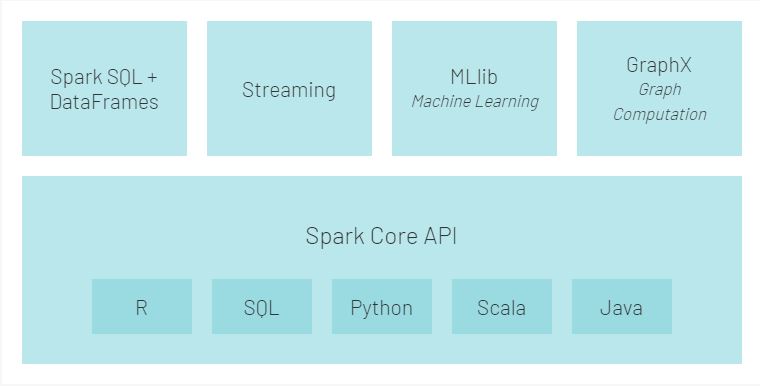 Spark SQL +
DataFrames
Streaming
MLlib
Machine Learning
GraphX
Graph
Computation
Spark Core API
R
SQL
Python
Scala
Java